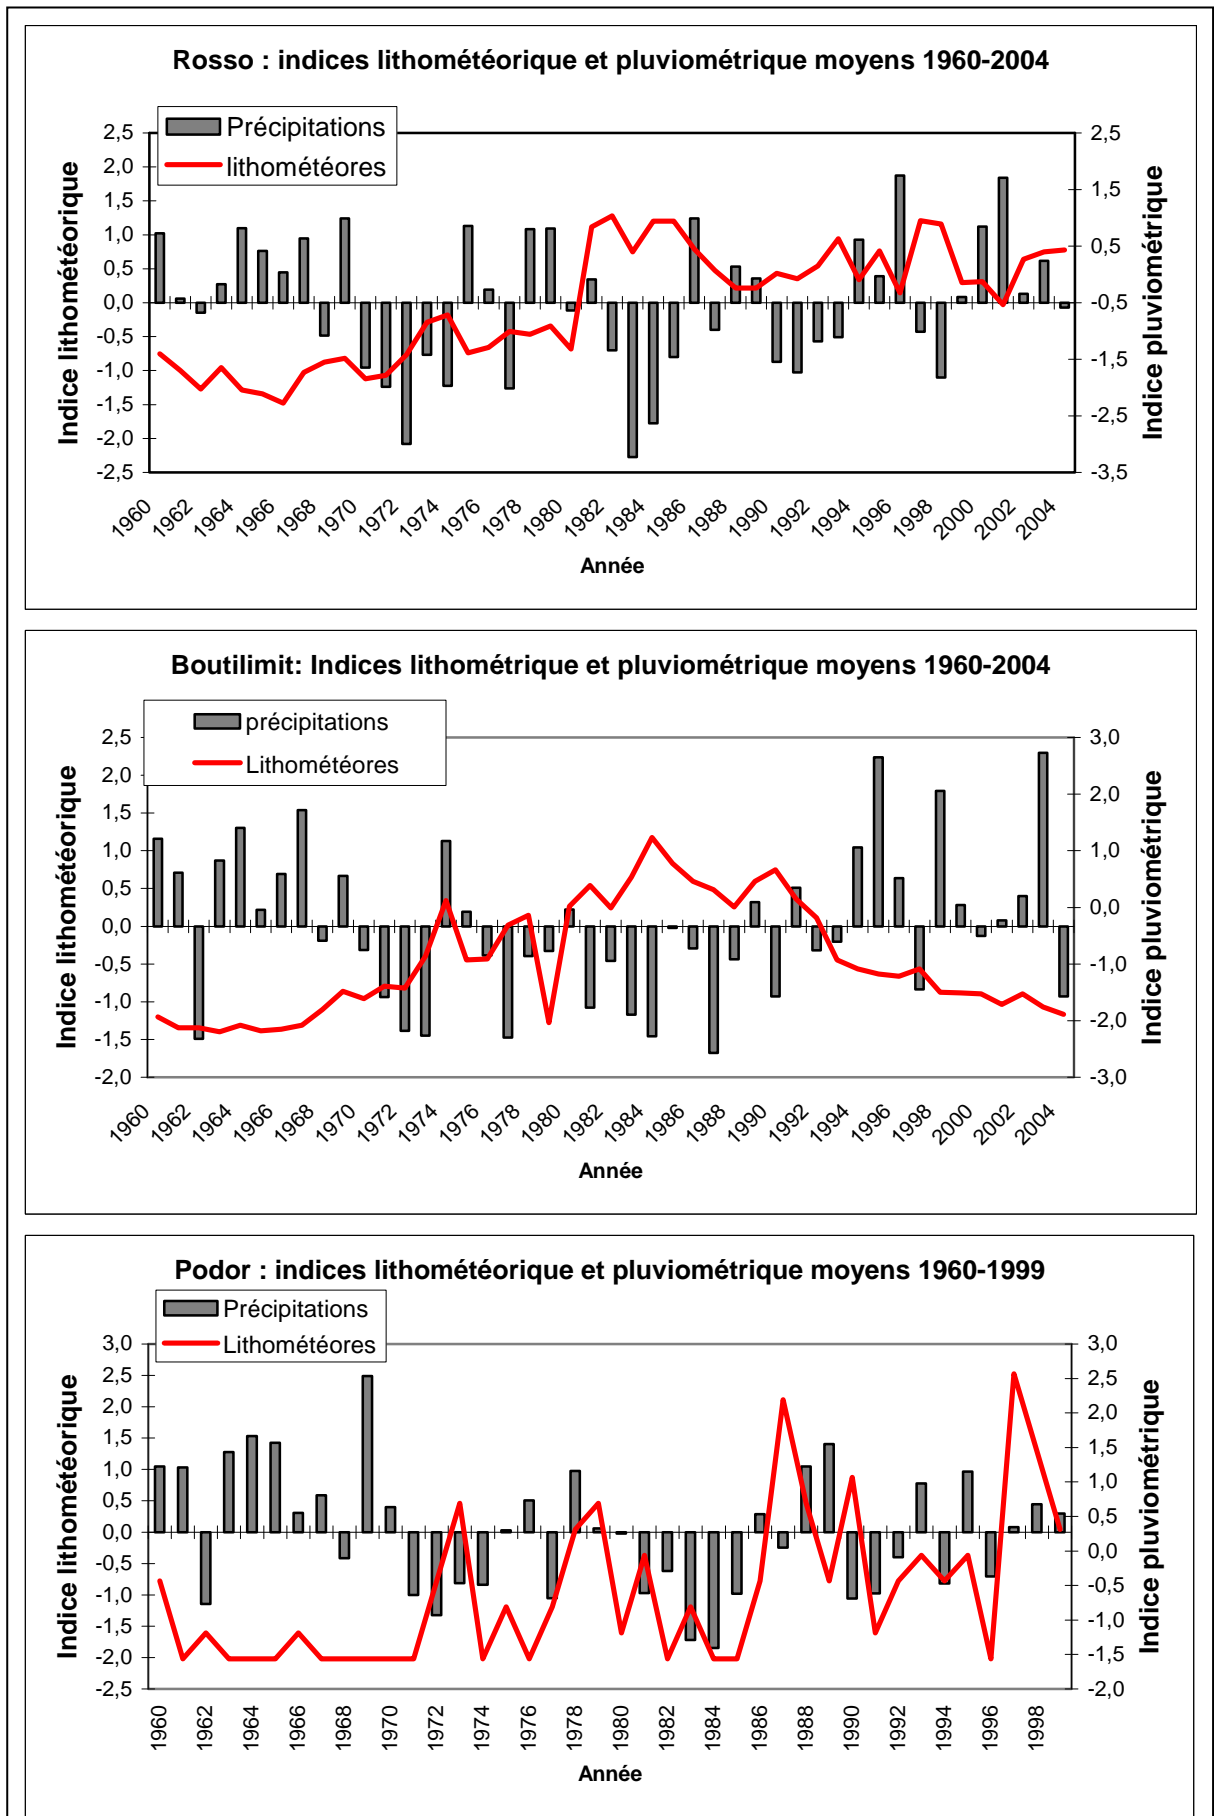 Rosso : indices lithométéorique et pluviométrique moyens 1960-2004
Précipitations
lithométéores
Indice lithométéorique
2,5
2,0
1,5
1,0
0,5
0,0
-0,5
-1,0
-1,5
-2,0
-2,5
2,5
1,5
0,5
-0,5
-1,5
-2,5
-3,5
Indice pluviométrique
1960 1962 1964 1966 1968 1970 1972 1974 1976 1978 1980 1982 1984 1986 1988 1990 1992 1994 1996 1998 2000 2002 2004
Année
Boutilimit: Indices lithométrique et pluviométrique moyens 1960-2004
précipitations
Lithométéores
Indice lithométéorique
2,5
2,0
1,5
1,0
0,5
0,0
-0,5
-1,0
-1,5
-2,0
3,0
2,0
1,0
0,0
-1,0
-2,0
-3,0
Indice pluviométrique
1960 1962 1964 1966 1968 1970 1972 1974 1976 1978 1980 1982 1984 1986 1988 1990 1992 1994 1996 1998 2000 2002 2004
Année
Podor : indices lithométéorique et pluviométrique moyens 1960-1999
Précipitations
Lithométéores
Indice lithométéorique
3,0
2,5
2,0
1,5
1,0
0,5
0,0
-0,5
-1,0
-1,5
-2,0
-2,5
3,0
2,5
2,0
1,5
1,0
0,5
0,0
-0,5
-1,0
-1,5
-2,0
Indice pluviométrique
1960 1962 1964 1966 1968 1970 1972 1974 1976 1978 1980 1982 1984 1986 1988 1990 1992 1994 1996 1998
Année